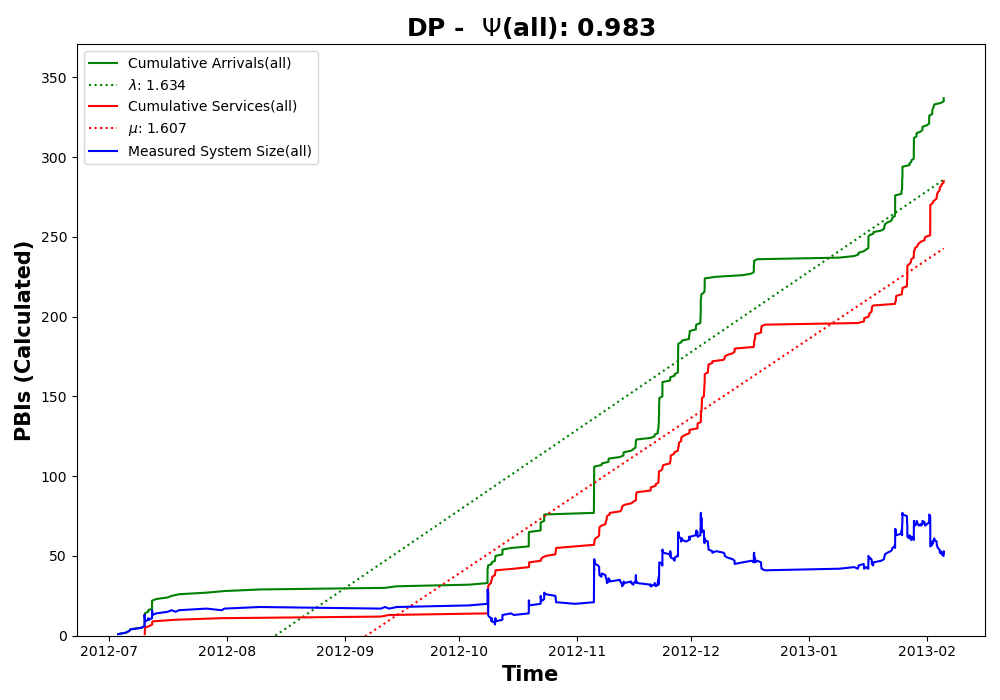 DP - Ψ(all): 0.983
Cumulative Arrivals(all)
λ: 1.634
Cumulative Services(all)
μ: 1.607
Measured System Size(all)
PBIs (Calculated)
350
300
250
200
150
100
50
0
2012-07 2012-08 2012-09 2012-10 2012-11 2012-12 2013-01 2013-02
Time